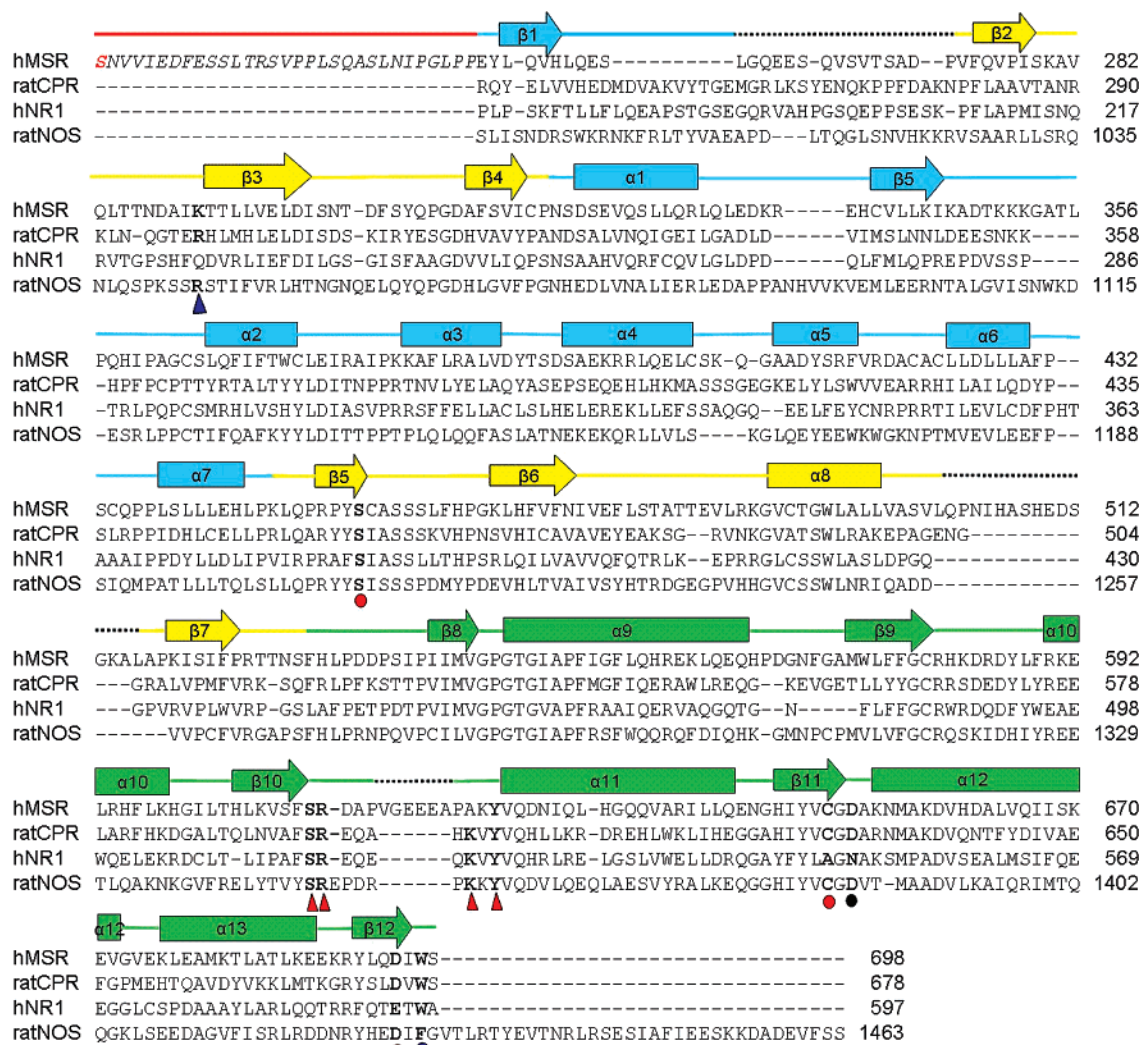 β1 β2
hMSR SNVVIEDFESSLTRSVPPLSQASLNIPGLPPEYL-QVHLQES----------LGQEES-QVSVTSAD--PVFQVPISKAV 282
ratCPR -------------------------------RQY-ELVVHEDMDVAKVYTGEMGRLKSYENQKPPFDAKNPFLAAVTANR 290
hNR1 -------------------------------PLP-SKFTLLFLQEAPSTGSEGQRVAHPGSQEPPSESK-PFLAPMISNQ 217
ratNOS -------------------------------SLISNDRSWKRNKFRLTYVAEAPD---LTQGLSNVHKKRVSAARLLSRQ 1035
β3 β4 α1 β5
hMSR QLTTNDAIKTTLLVELDISNT-DFSYQPGDAFSVICPNSDSEVQSLLQRLQLEDKR-----EHCVLLKIKADTKKKGATL 356
ratCPR KLN-QGTERHLMHLELDISDS-KIRYESGDHVAVYPANDSALVNQIGEILGADLD------VIMSLNNLDEESNKK---- 358
hNR1 RVTGPSHFQDVRLIEFDILGS-GISFAAGDVVLIQPSNSAAHVQRFCQVLGLDPD------QLFMLQPREPDVSSP---- 286
ratNOS NLQSPKSSRSTIFVRLHTNGNQELQYQPGDHLGVFPGNHEDLVNALIERLEDAPPANHVVKVEMLEERNTALGVISNWKD 1115
α2 α3 α4 α5 α6
hMSR PQHIPAGCSLQFIFTWCLEIRAIPKKAFLRALVDYTSDSAEKRRLQELCSK-Q-GAADYSRFVRDACACLLDLLLAFP-- 432
ratCPR -HPFPCPTTYRTALTYYLDITNPPRTNVLYELAQYASEPSEQEHLHKMASSSGEGKELYLSWVVEARRHILAILQDYP-- 435
hNR1 -TRLPQPCSMRHLVSHYLDIASVPRRSFFELLACLSLHELEREKLLEFSSAQGQ--EELFEYCNRPRRTILEVLCDFPHT 363
ratNOS -ESRLPPCTIFQAFKYYLDITTPPTPLQLQQFASLATNEKEKQRLLVLS----KGLQEYEEWKWGKNPTMVEVLEEFP-- 1188
α7 β5 β6 α8
hMSR SCQPPLSLLLEHLPKLQPRPYSCASSSLFHPGKLHFVFNIVEFLSTATTEVLRKGVCTGWLALLVASVLQPNIHASHEDS 512
ratCPR SLRPPIDHLCELLPRLQARYYSIASSSKVHPNSVHICAVAVEYEAKSG--RVNKGVATSWLRAKEPAGENG--------- 504
hNR1 AAAIPPDYLLDLIPVIRPRAFSIASSLLTHPSRLQILVAVVQFQTRLK--EPRRGLCSSWLASLDPGQ------------ 430
ratNOS SIQMPATLLLTQLSLLQPRYYSISSSPDMYPDEVHLTVAIVSYHTRDGEGPVHHGVCSSWLNRIQADD------------ 1257
β7 β8 α9 β9 α10
hMSR GKALAPKISIFPRTTNSFHLPDDPSIPIIMVGPGTGIAPFIGFLQHREKLQEQHPDGNFGAMWLFFGCRHKDRDYLFRKE 592
ratCPR ---GRALVPMFVRK-SQFRLPFKSTTPVIMVGPGTGIAPFMGFIQERAWLREQG--KEVGETLLYYGCRRSDEDYLYREE 578
hNR1 ---GPVRVPLWVRP-GSLAFPETPDTPVIMVGPGTGVAPFRAAIQERVAQGQTG--N-----FLFFGCRWRDQDFYWEAE 498
ratNOS ------VVPCFVRGAPSFHLPRNPQVPCILVGPGTGIAPFRSFWQQRQFDIQHK-GMNPCPMVLVFGCRQSKIDHIYREE 1329
α10 β10 α11 β11 α12
hMSR LRHFLKHGILTHLKVSFSR-DAPVGEEEAPAKYVQDNIQL-HGQQVARILLQENGHIYVCGDAKNMAKDVHDALVQIISK 670
ratCPR LARFHKDGALTQLNVAFSR-EQA------HKVYVQHLLKR-DREHLWKLIHEGGAHIYVCGDARNMAKDVQNTFYDIVAE 650
hNR1 WQELEKRDCLT-LIPAFSR-EQE------QKVYVQHRLRE-LGSLVWELLDRQGAYFYLAGNAKSMPADVSEALMSIFQE 569
ratNOS TLQAKNKGVFRELYTVYSREPDR------PKKYVQDVLQEQLAESVYRALKEQGGHIYVCGDVT-MAADVLKAIQRIMTQ 1402
α12 α13 β12
hMSR EVGVEKLEAMKTLATLKEEKRYLQDIWS--------------------------------- 698
ratCPR FGPMEHTQAVDYVKKLMTKGRYSLDVWS--------------------------------- 678
hNR1 EGGLCSPDAAAYLARLQQTRRFQTETWA--------------------------------- 597
ratNOS QGKLSEEDAGVFISRLRDDNRYHEDIFGVTLRTYEVTNRLRSESIAFIEESKKDADEVFSS 1463